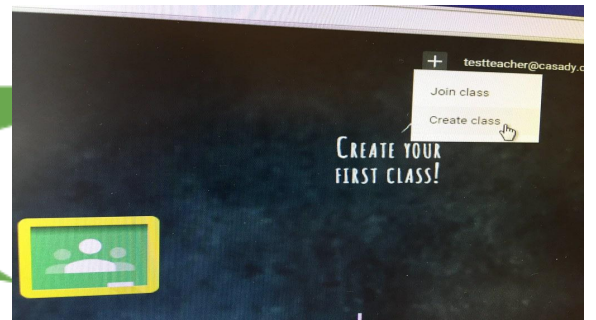 + testteacher@casady.
Join class
Create class
CREATE YOUR
FIRST CLASS!